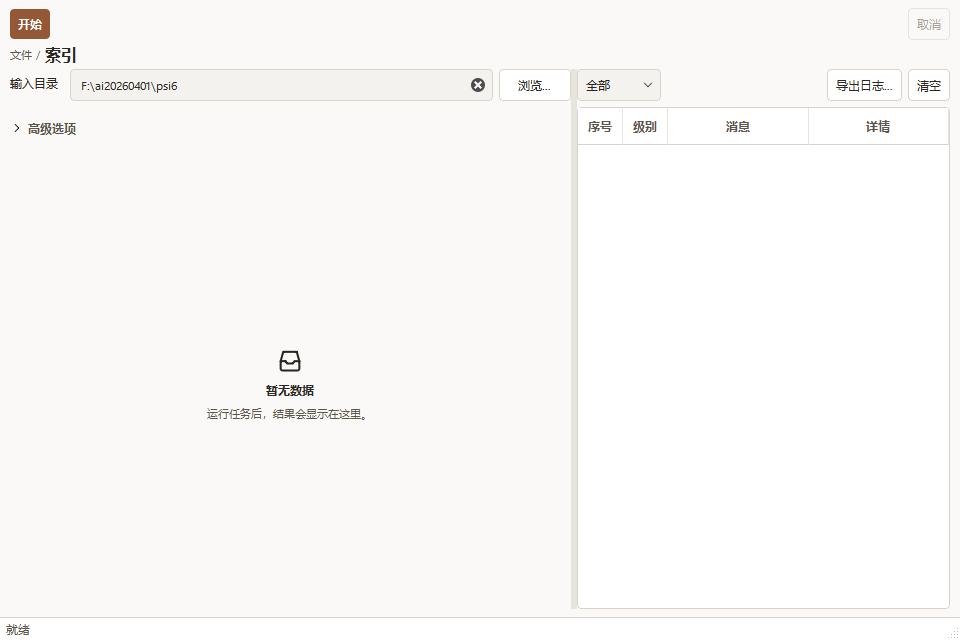 开始
取消
文件 / 索引
输入目录
F:\ai20260401\psi6
浏览...
全部
导出日志...
清空
高级选项
序号 级别 消息 详情
暂无数据
运行任务后，结果会显示在这里。
就绪